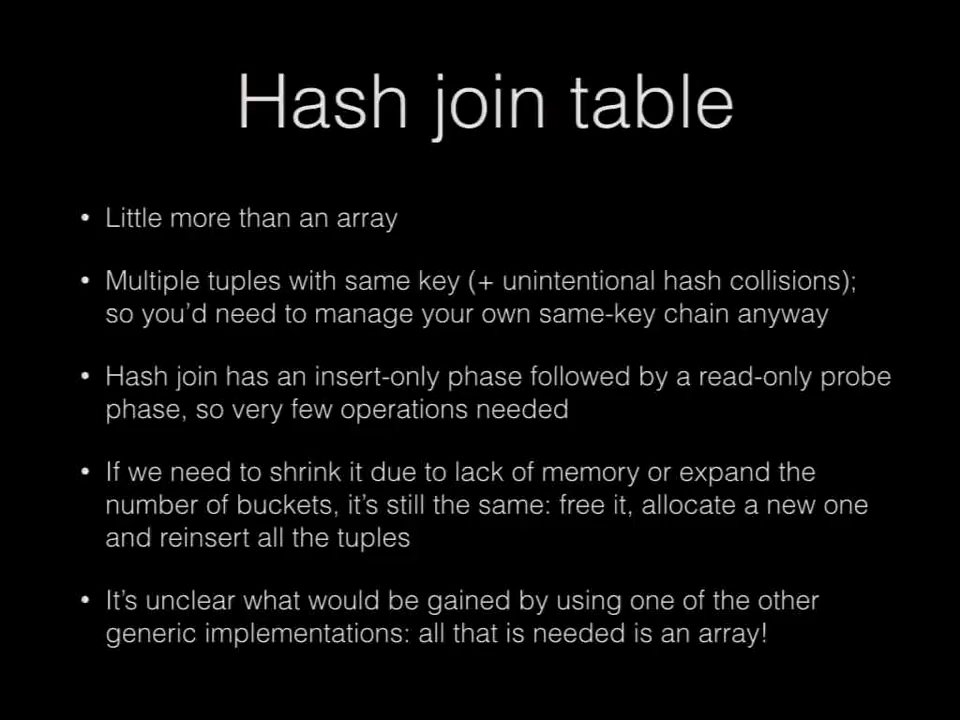 Hash join table
• Little more than an array
• Multiple tuples with same key (+ unintentional hash collisions);
so you’d need to manage your own same-key chain anyway
• Hash join has an insert-only phase followed by a read-only probe
phase, so very few operations needed
• If we need to shrink it due to lack of memory or expand the
number of buckets, it’s still the same: free it, allocate a new one
and reinsert all the tuples
• It’s unclear what would be gained by using one of the other
generic implementations: all that is needed is an array!